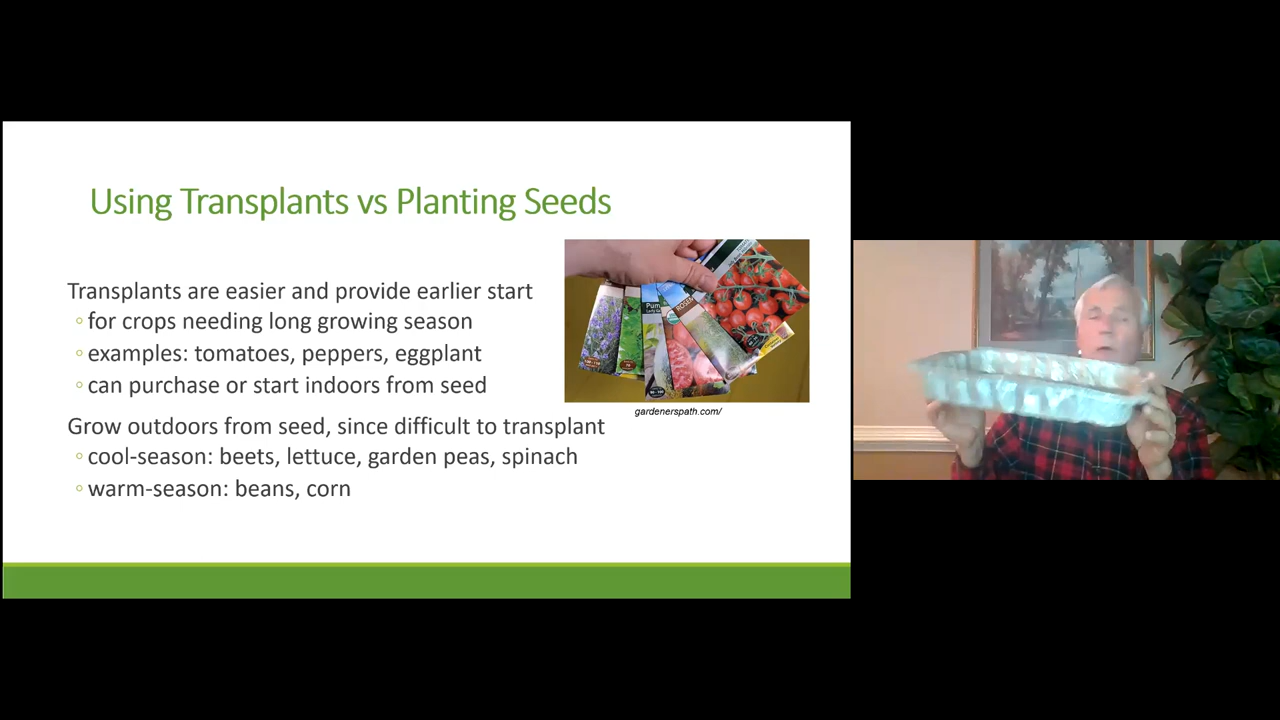 Using Transplants vs Planting Seeds
Transplants are easier and provide earlier start
◦ for crops needing long growing season
◦ examples: tomatoes, peppers, eggplant
◦ can purchase or start indoors from seed
gardenerspath.com/
Grow outdoors from seed, since difficult to transplant
◦ cool-season: beets, lettuce, garden peas, spinach
◦ warm-season: beans, corn